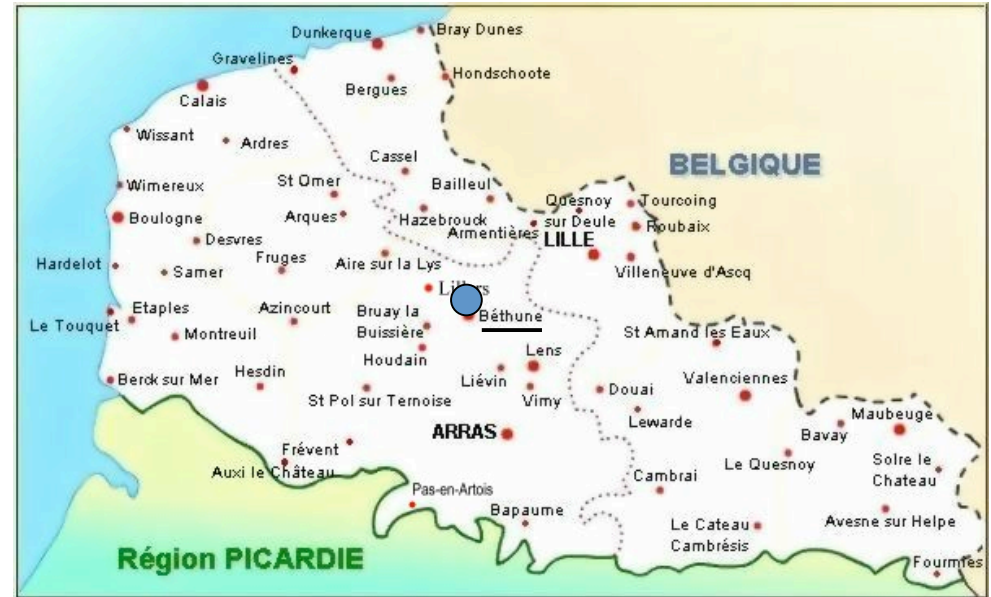 Dunkerque
Bray Dunes
Gravelines
Hondschoote
Bergues
Calais
Wissant
Ardres
Cassel
BELGIQUE
St Omer
Bailleul
Wimereux
Quesnoy
sur Deule
Tourcoing
Boulogne
Arques
Hazebrouck
Roubaix
Armentières
LILLE
Desvres
Fruges
Aire sur la Lys
Hardelot
Samer
Villeneuve d'Ascq
Lillers
Etaples
Azincourt
Bruay la
Buissière
Béthune
Le Touquet
Montreuil
St Amand les Eaux
Houdain
Lens
Berck sur Mer
Hesdin
Liévin
Valenciennes
St Pol sur Ternoise
Vimy
Douai
Lewarde
Maubeuge
ARRAS
Bavay
Frévent
Auxi le Château
Le Quesnoy
Solre le
Chateau
Cambrai
Pas-en-Artois
Bapaume
Le Cateau
Cambrésis
Avesne sur Helpe
Région PICARDIE
Fourmies